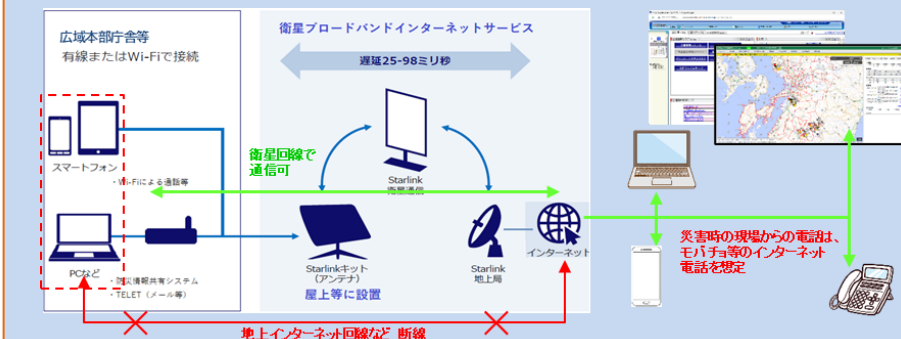 広域本部庁舎等
有線またはWi-Fiで接続
衛星ブロードバンドインターネットサービス
遅延25-98ミリ秒
スマートフォン
・Wi-Fiによる通話等
衛星回線で
通信可
Starlink
衛星通信
PCなど
・防災情報共有システム
・TELET（メール等）
Starlinkキット
（アンテナ）
屋上等に設置
Starlink
地上局
インターネット
災害時の現場からの電話は、
モバチョ等のインターネット
電話を想定
地上インターネット回線など 断線